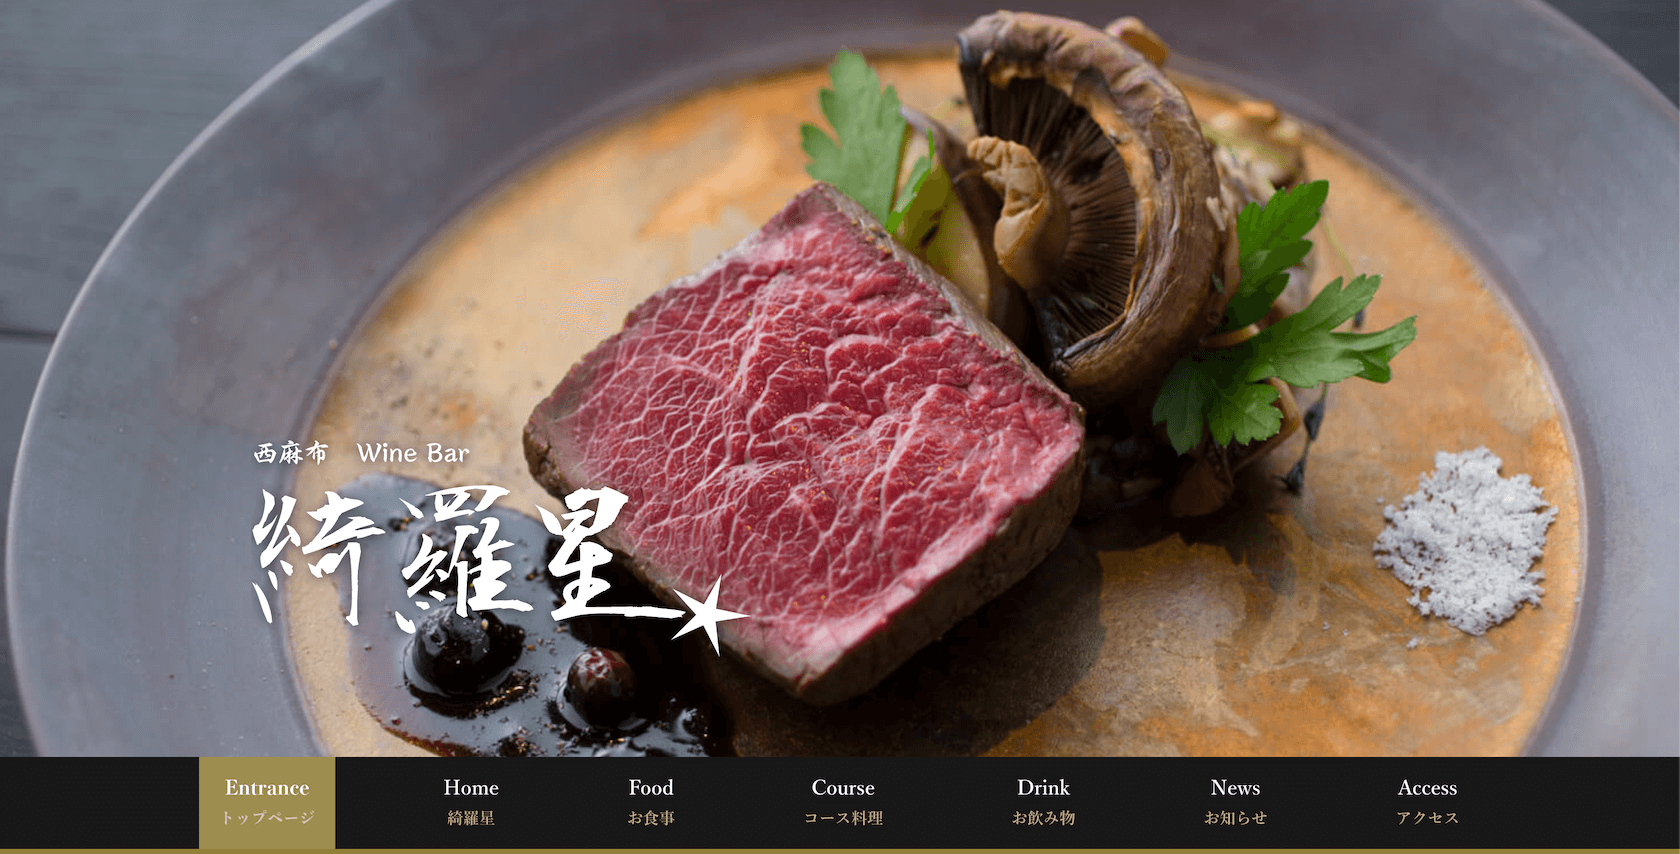 西麻布　Wine Bar
綺羅星
Entrance
トップページ
Home
綺羅星
Food
お食事
Course
コース料理
Drink
お飲み物
News
お知らせ
Access
アクセス